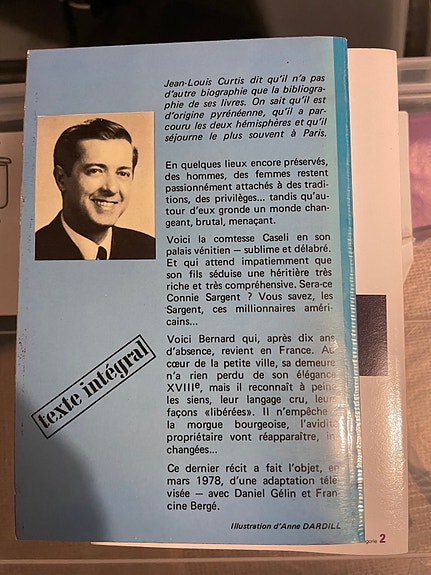 Jean-Louis Curtis dit qu'il n'a pas
d'autre biographie que la bibliogra-
phie de ses livres. On sait qu'il est
d'origine pyrénéenne, qu'il a par-
couru les deux hémisphères et qu'il
séjourne le plus souvent à Paris.
En quelques lieux encore préservés,
des hommes, des femmes restent
passionnément attachés à des tradi-
tions, des privilèges... tandis qu'au-
tour d'eux gronde un monde chan-
geant, brutal, menaçant.
Voici la comtesse Caseli en son
palais vénitien — sublime et délabré.
Et qui attend impatiemment que
son fils séduise une héritière très
riche et très compréhensive. Sera-ce
Connie Sargent ? Vous savez, les
Sargent, ces millionnaires améri-
cains...
Voici Bernard qui, après dix ans
d'absence, revient en France. Au
cœur de la petite ville, sa demeure
n'a rien perdu de son élégance
XVIIIe, mais il reconnaît à peine
les siens, leur langage cru, leurs
façons «libérées». Il n'empêche :
la morgue bourgeoise, l'avidité
propriétaire vont réapparaître, in-
changées...
Ce dernier récit a fait l'objet, en
mars 1978, d'une adaptation télé-
visée — avec Daniel Gélin et Fran-
cine Bergé.
Illustration d'Anne DARDILL
texte intégral
2